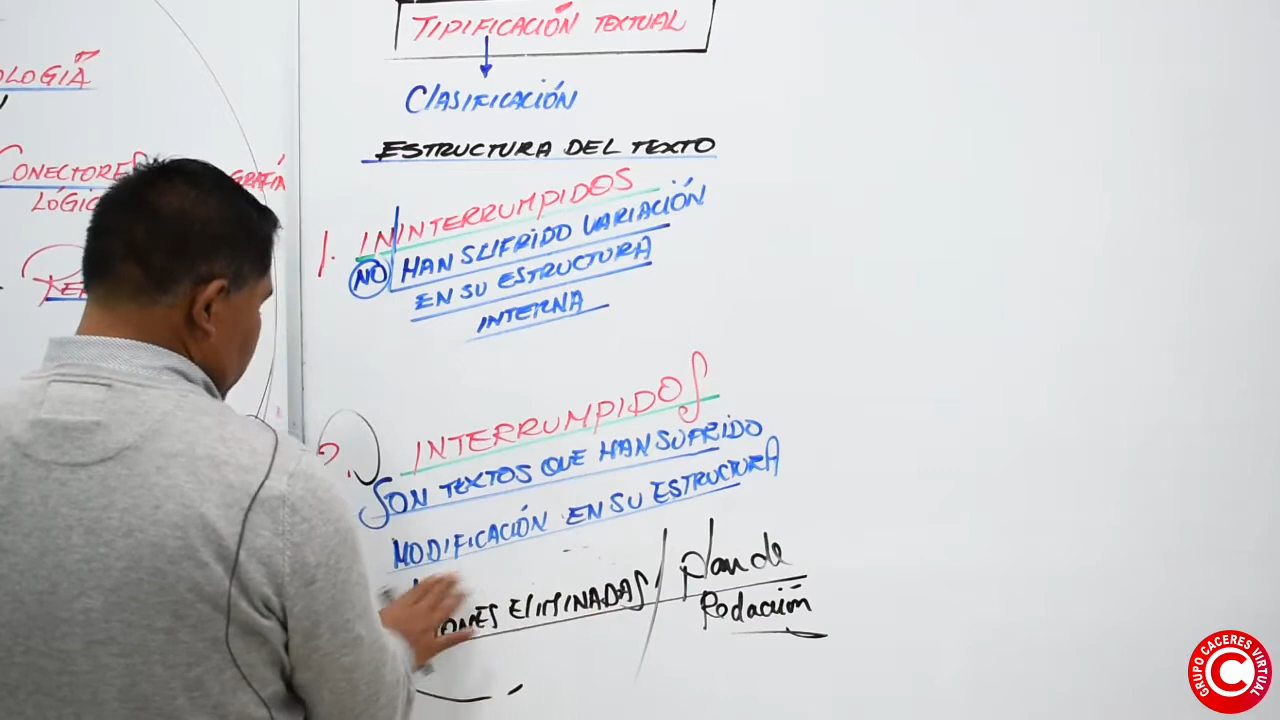 TIPIFICACIÓN TEXTUAL
CLASIFICACIÓN
ESTRUCTURA DEL TEXTO
1. ININTERRUMPIDOS
NO HAN SUFRIDO VARIACIÓN
EN SU ESTRUCTURA
INTERNA
2. INTERRUMPIDOS
SON TEXTOS QUE HAN SUFRIDO
MODIFICACIÓN EN SU ESTRUCTURA
ELIMINADAS / Plan de
Redacción
CONECTORES
GRUPO CACERES VIRTUAL
C